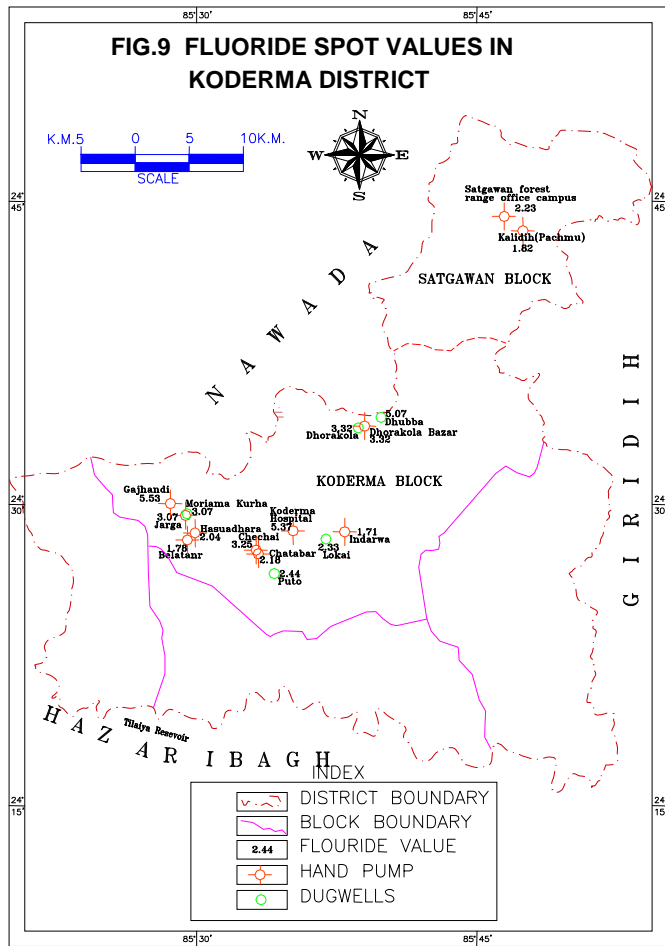 85°30'
85°45'
FIG.9 FLUORIDE SPOT VALUES IN
KODERMA DISTRICT
K.M.5 0 5 10K.M.
SCALE
N
W E
S
24°
45'
24°
45'
Satgawan forest
range office campus
2.23
Kalidih(Pachmu)
1.82
SATGAWAN BLOCK
NAWADA
GIRIDIH
5.07
Dhubba
3.32
Dhorakola
Dhorakola Bazar
3.32
KODERMA BLOCK
Gajhandi
5.53
Moriama Kurha
3.07
3.07
Jarga
Koderma
Hospital
5.37
24°
30'
24°
30'
Hasuadhara
2.04
Chechai
3.25
1.71
Indarwa
1.78
Belatanr
Chatabar
2.18
2.33
Lokai
2.44
Puto
HAZARIBAGH
Tilaiya Resevoir
INDEX
DISTRICT BOUNDARY
BLOCK BOUNDARY
2.44 FLOURIDE VALUE
HAND PUMP
DUGWELLS
24°
15'
24°
15'
85°30'
85°45'